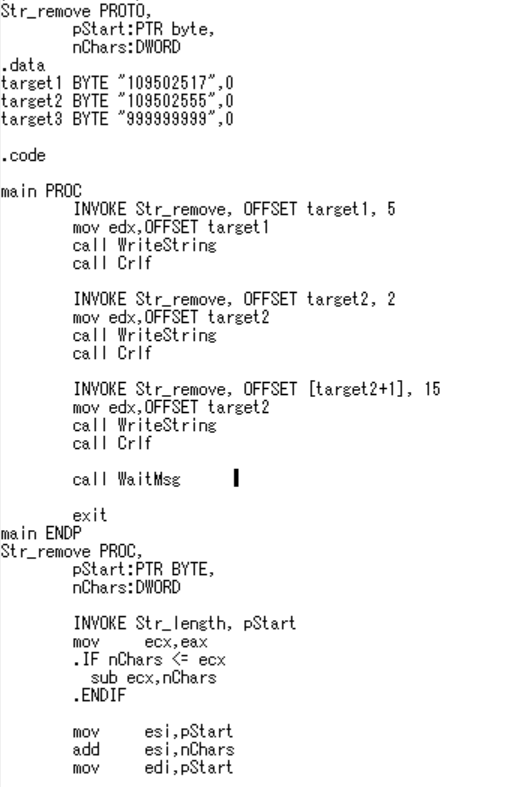 Str_remove PROTO,
pStart:PTR byte,
nChars:DWORD
.data
target1 BYTE "109502517",0
target2 BYTE "109502555",0
target3 BYTE "999999999",0
.code
main PROC
INVOKE Str_remove, OFFSET target1, 5
mov edx,OFFSET target1
call WriteString
call Crlf
INVOKE Str_remove, OFFSET target2, 2
mov edx,OFFSET target2
call WriteString
call Crlf
INVOKE Str_remove, OFFSET [target2+1], 15
mov edx,OFFSET target2
call WriteString
call Crlf
call WaitMsg
exit
main ENDP
Str_remove PROC,
pStart:PTR BYTE,
nChars:DWORD
INVOKE Str_length, pStart
mov ecx,eax
.IF nChars <= ecx
sub ecx,nChars
.ENDIF
mov esi,pStart
add esi,nChars
mov edi,pStart